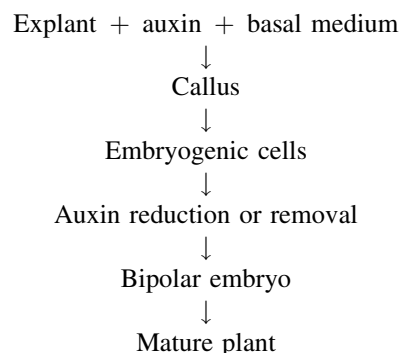 Explant + auxin + basal medium
↓
Callus
↓
Embryogenic cells
↓
Auxin reduction or removal
↓
Bipolar embryo
↓
Mature plant